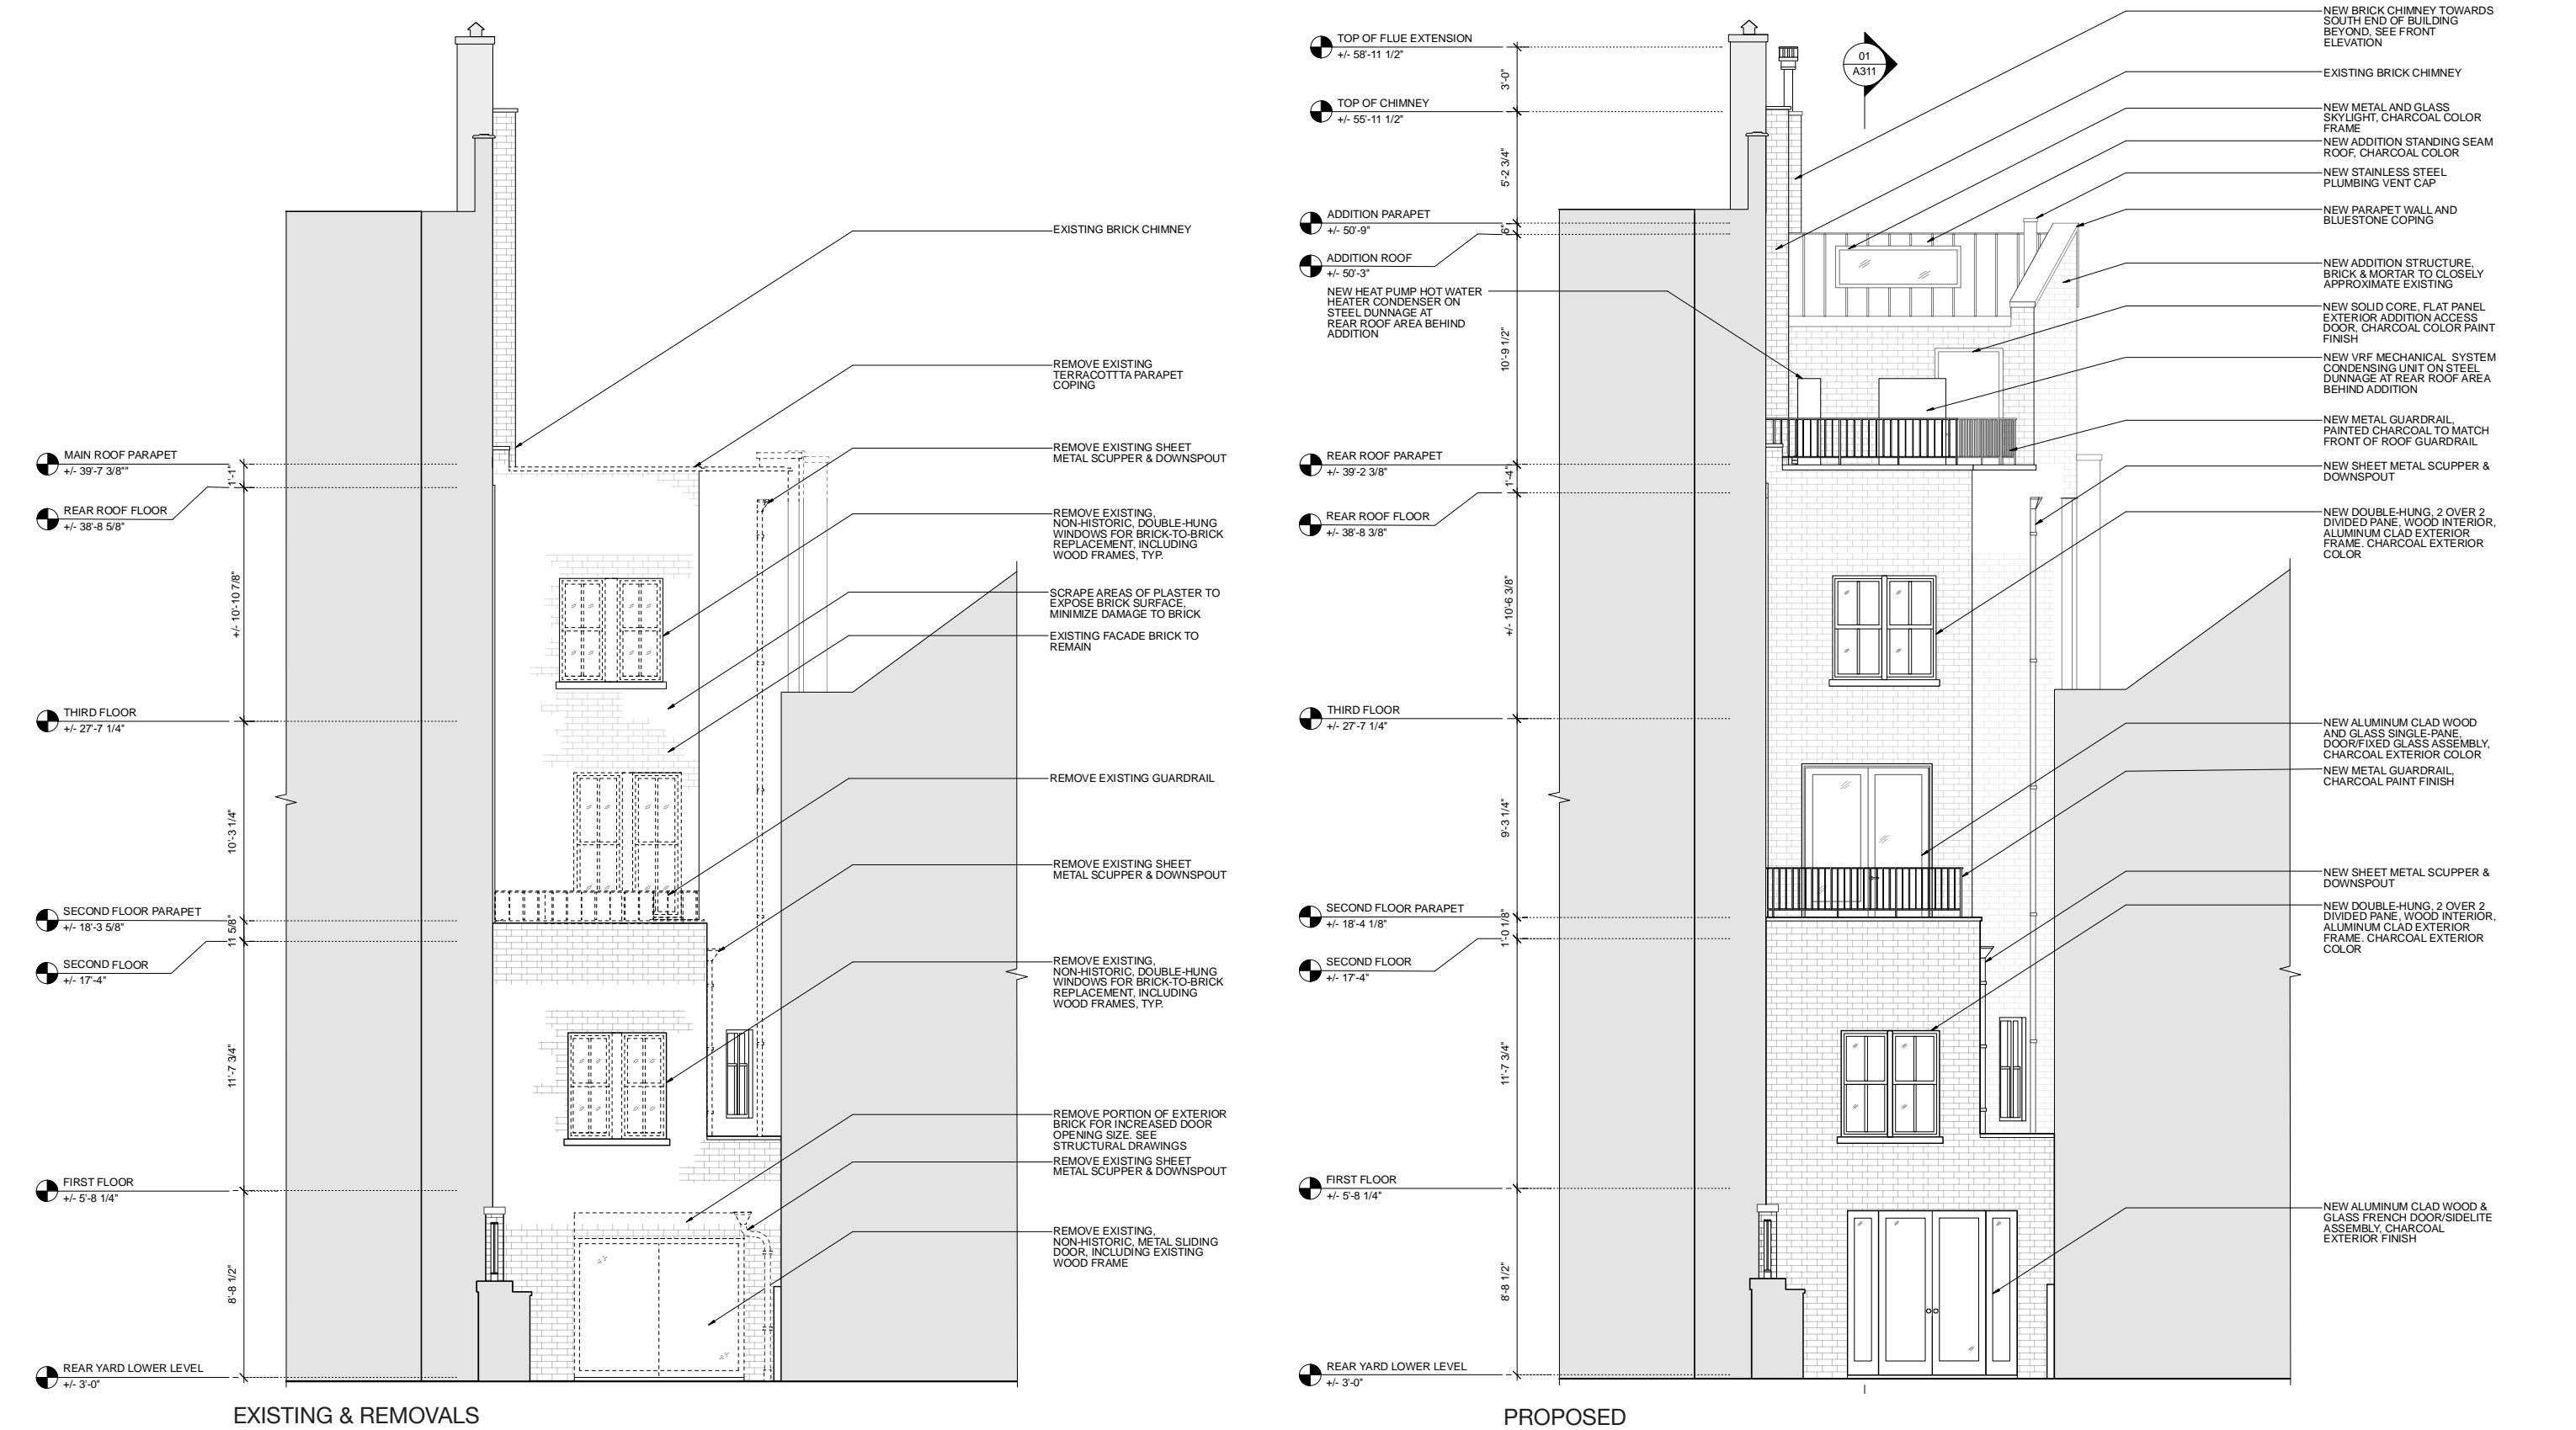 MAIN ROOF PARAPET
+/- 39'-7 3/8""
REAR ROOF FLOOR
+/- 38'-8 5/8"
THIRD FLOOR
+/- 27'-7 1/4"
SECOND FLOOR PARAPET
+/- 18'-3 5/8"
SECOND FLOOR
+/- 17'-4"
FIRST FLOOR
+/- 5'-8 1/4"
REAR YARD LOWER LEVEL
+/- 3'-0"
1'-1"
+/- 10'-10 7/8"
10'-3 1/4"
11 5/8"
11'-7 3/4"
8'-8 1/2"
EXISTING BRICK CHIMNEY
REMOVE EXISTING
TERRACOTTTA PARAPET
COPING
REMOVE EXISTING SHEET
METAL SCUPPER & DOWNSPOUT
REMOVE EXISTING,
NON-HISTORIC, DOUBLE-HUNG
WINDOWS FOR BRICK-TO-BRICK
REPLACEMENT, INCLUDING
WOOD FRAMES, TYP.
SCRAPE AREAS OF PLASTER TO
EXPOSE BRICK SURFACE,
MINIMIZE DAMAGE TO BRICK
EXISTING FACADE BRICK TO
REMAIN
REMOVE EXISTING GUARDRAIL
REMOVE EXISTING SHEET
METAL SCUPPER & DOWNSPOUT
REMOVE EXISTING,
NON-HISTORIC, DOUBLE-HUNG
WINDOWS FOR BRICK-TO-BRICK
REPLACEMENT, INCLUDING
WOOD FRAMES, TYP.
REMOVE PORTION OF EXTERIOR
BRICK FOR INCREASED DOOR
OPENING SIZE. SEE
STRUCTURAL DRAWINGS
REMOVE EXISTING SHEET
METAL SCUPPER & DOWNSPOUT
REMOVE EXISTING,
NON-HISTORIC, METAL SLIDING
DOOR, INCLUDING EXISTING
WOOD FRAME
EXISTING & REMOVALS
TOP OF FLUE EXTENSION
+/- 58'-11 1/2"
TOP OF CHIMNEY
+/- 55'-11 1/2"
ADDITION PARAPET
+/- 50'-9"
ADDITION ROOF
+/- 50'-3"
NEW HEAT PUMP HOT WATER
HEATER CONDENSER ON
STEEL DUNNAGE AT
REAR ROOF AREA BEHIND
ADDITION
REAR ROOF PARAPET
+/- 39'-2 3/8"
REAR ROOF FLOOR
+/- 38'-8 3/8"
THIRD FLOOR
+/- 27'-7 1/4"
SECOND FLOOR PARAPET
+/- 18'-4 1/8"
SECOND FLOOR
+/- 17'-4"
FIRST FLOOR
+/- 5'-8 1/4"
REAR YARD LOWER LEVEL
+/- 3'-0"
3'-0"
5'-2 3/4"
6"
10'-9 1/2"
1'-4"
+/- 10'-6 3/8"
9'-3 1/4"
1'-0 1/8"
11'-7 3/4"
8'-8 1/2"
01
A311
NEW BRICK CHIMNEY TOWARDS
SOUTH END OF BUILDING
BEYOND, SEE FRONT
ELEVATION
EXISTING BRICK CHIMNEY
NEW METAL AND GLASS
SKYLIGHT, CHARCOAL COLOR
FRAME
NEW ADDITION STANDING SEAM
ROOF, CHARCOAL COLOR
NEW STAINLESS STEEL
PLUMBING VENT CAP
NEW PARAPET WALL AND
BLUESTONE COPING
NEW ADDITION STRUCTURE,
BRICK & MORTAR TO CLOSELY
APPROXIMATE EXISTING
NEW SOLID CORE, FLAT PANEL
EXTERIOR ADDITION ACCESS
DOOR, CHARCOAL COLOR PAINT
FINISH
NEW VRF MECHANICAL SYSTEM
CONDENSING UNIT ON STEEL
DUNNAGE AT REAR ROOF AREA
BEHIND ADDITION
NEW METAL GUARDRAIL,
PAINTED CHARCOAL TO MATCH
FRONT OF ROOF GUARDRAIL
NEW SHEET METAL SCUPPER &
DOWNSPOUT
NEW DOUBLE-HUNG, 2 OVER 2
DIVIDED PANE, WOOD INTERIOR,
ALUMINUM CLAD EXTERIOR
FRAME. CHARCOAL EXTERIOR
COLOR
NEW ALUMINUM CLAD WOOD
AND GLASS SINGLE-PANE,
DOOR/FIXED GLASS ASSEMBLY,
CHARCOAL EXTERIOR COLOR
NEW METAL GUARDRAIL,
CHARCOAL PAINT FINISH
NEW SHEET METAL SCUPPER &
DOWNSPOUT
NEW DOUBLE-HUNG, 2 OVER 2
DIVIDED PANE, WOOD INTERIOR,
ALUMINUM CLAD EXTERIOR
FRAME. CHARCOAL EXTERIOR
COLOR
NEW ALUMINUM CLAD WOOD &
GLASS FRENCH DOOR/SIDELITE
ASSEMBLY, CHARCOAL
EXTERIOR FINISH
PROPOSED